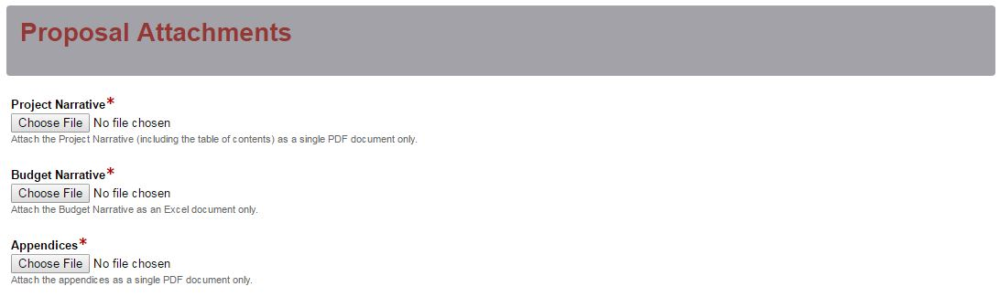 Proposal Attachments
Project Narrative*
Choose File No file chosen
Attach the Project Narrative (including the table of contents) as a single PDF document only.
Budget Narrative*
Choose File No file chosen
Attach the Budget Narrative as an Excel document only.
Appendices*
Choose File No file chosen
Attach the appendices as a single PDF document only.